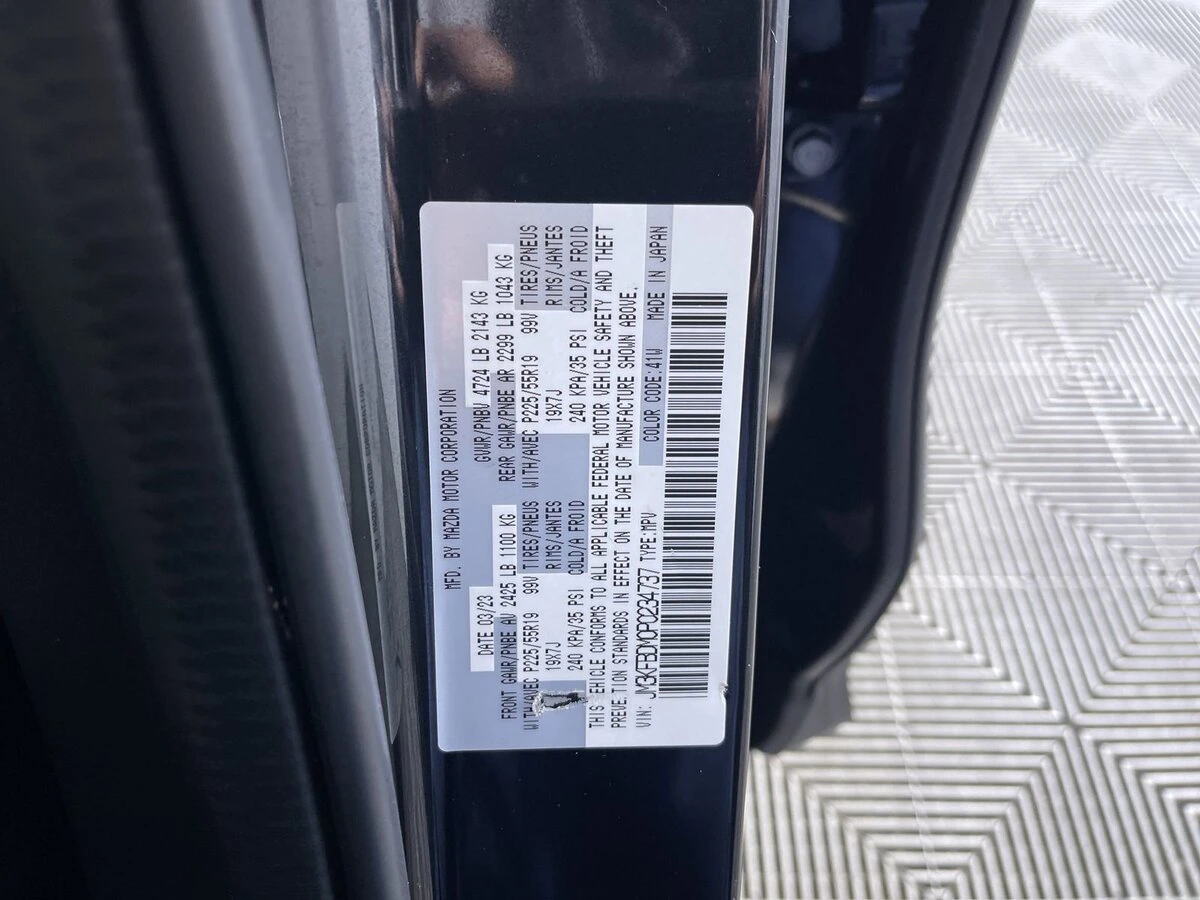 MFD. BY MAZDA MOTOR CORPORATION
DATE 03/23 GVWR/PNBV 4724 LB 2143 KG
FRONT GAWR/PNBE AV 2425 LB 1100 KG REAR GAWR/PNBE AR 2299 LB 1043 KG
WITH/AVEC P225/55R19 99V TIRES/PNEUS WITH/AVEC P225/55R19 99V TIRES/PNEUS
19X7J RIMS/JANTES 19X7J RIMS/JANTES
240 KPA/35 PSI COLD/A FROID 240 KPA/35 PSI COLD/A FROID
THIS VEHICLE CONFORMS TO ALL APPLICABLE FEDERAL MOTOR VEHICLE SAFETY AND THEFT
PREVENTION STANDARDS IN EFFECT ON THE DATE OF MANUFACTURE SHOWN ABOVE.
VIN: JM3KFBDM0P0234737 TYPE:MPV COLOR CODE:41W MADE IN JAPAN